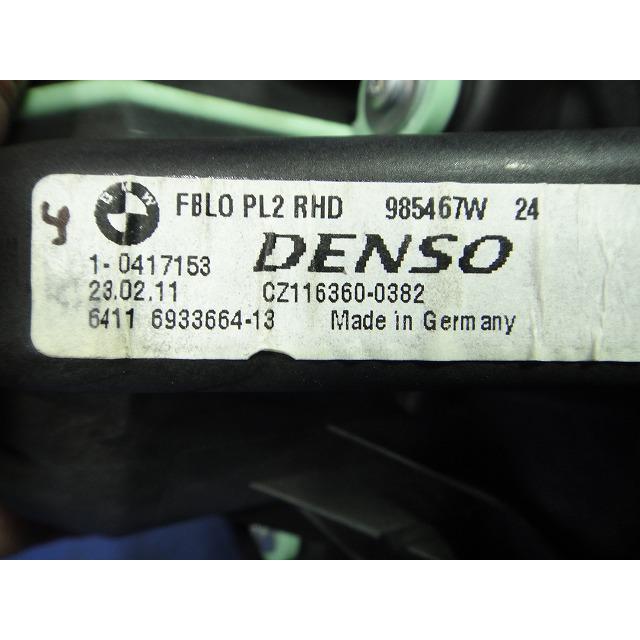 BMW FBLO PL2 RHD 985467W 24
1-0417153 DENSO
23.02.11 CZ116360-0382
6411 6933664-13 Made in Germany